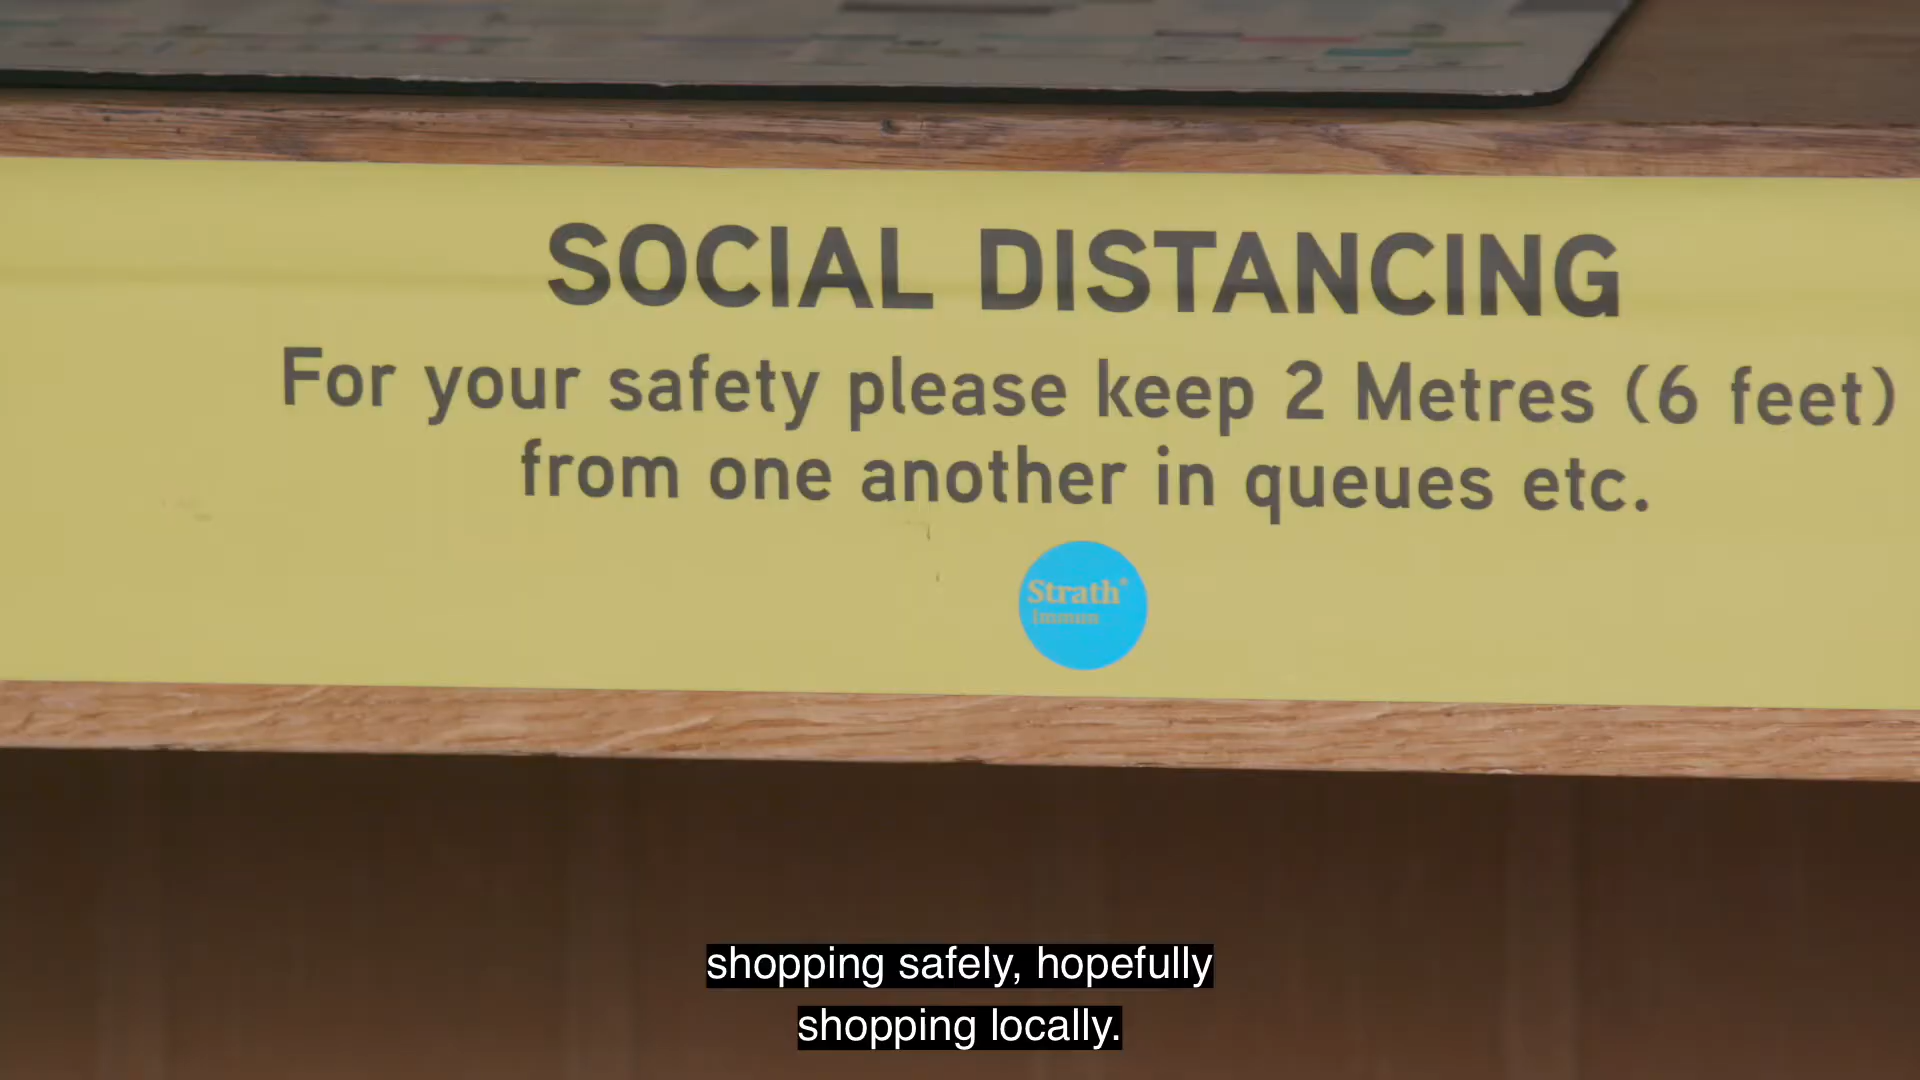 SOCIAL DISTANCING
For your safety please keep 2 Metres (6 feet)
from one another in queues etc.
Strath*
Immun
shopping safely, hopefully
shopping locally.